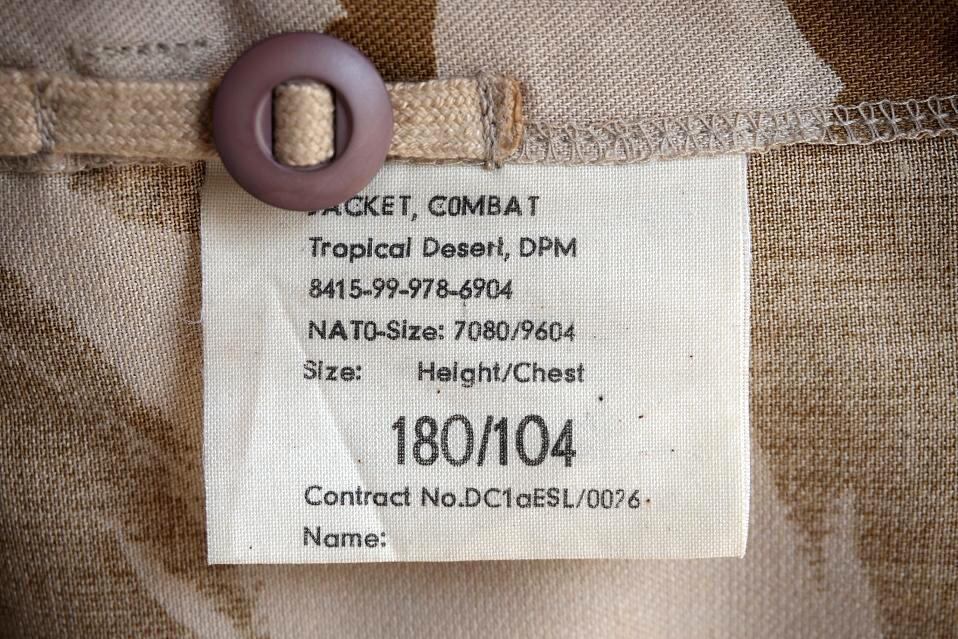 JACKET, COMBAT
Tropical Desert, DPM
8415-99-978-6904
NATO-Size: 7080/9604
Size: Height/Chest
180/104
Contract No.DC1aESL/0026
Name: